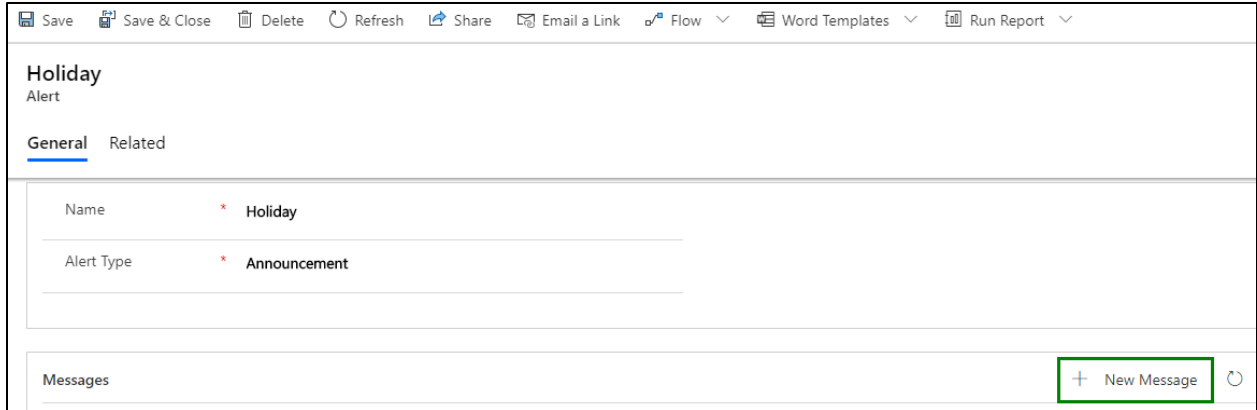 Save Save & Close Delete Refresh Share Email a Link Flow Word Templates Run Report
Holiday
Alert
General Related
Name * Holiday
Alert Type * Announcement
Messages + New Message